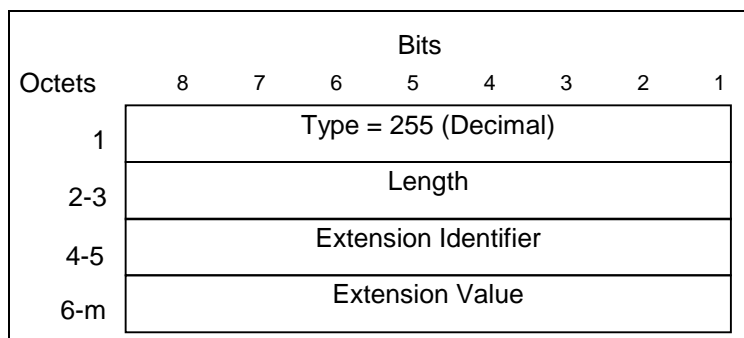 Bits
Octets 8 7 6 5 4 3 2 1
1 Type = 255 (Decimal)
2-3 Length
4-5 Extension Identifier
6-m Extension Value